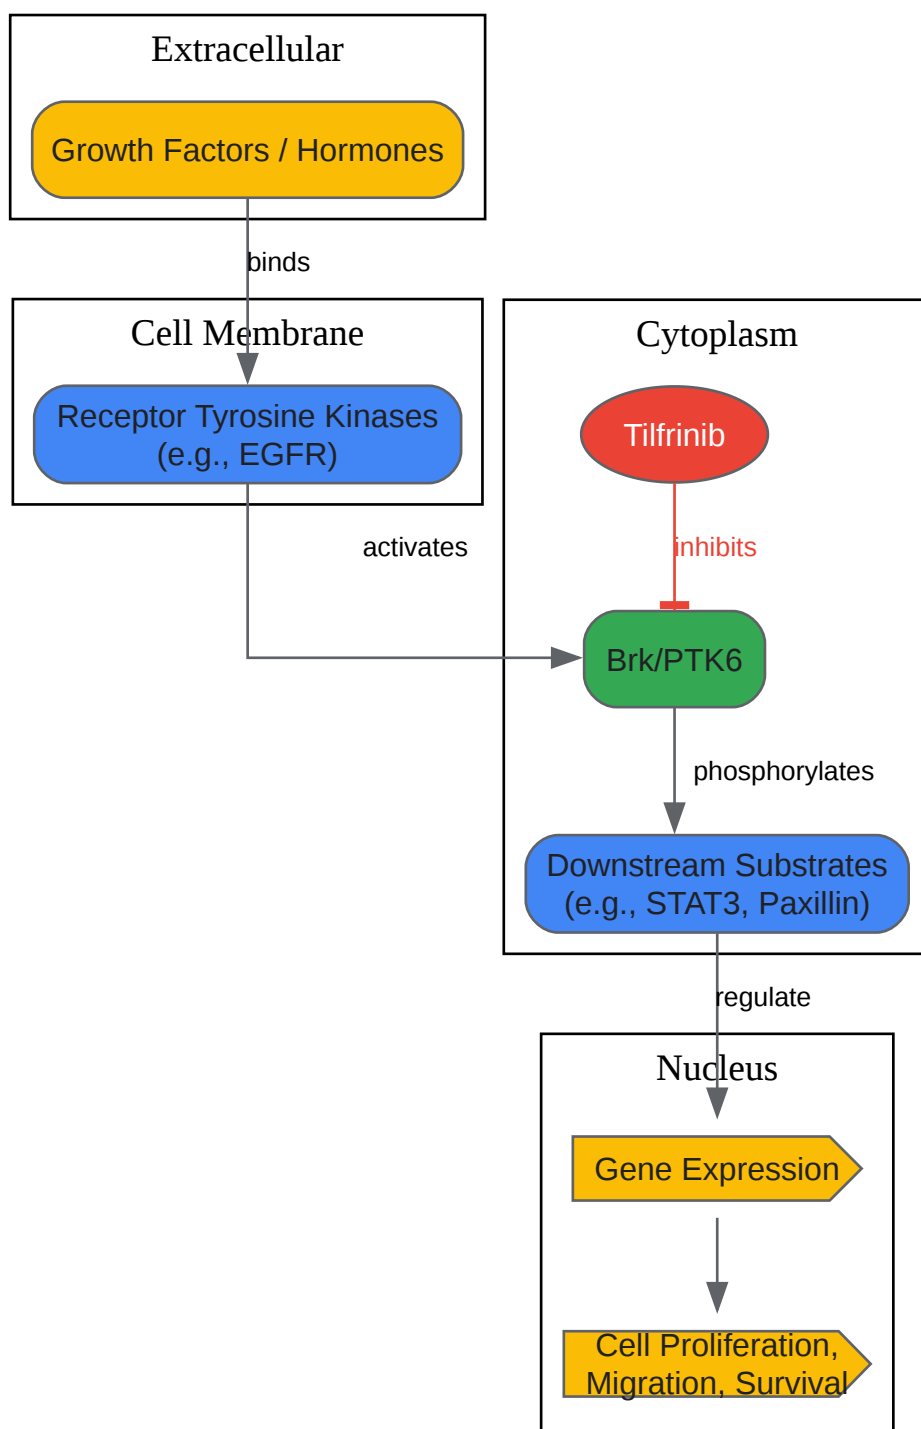 Extracellular
Growth Factors / Hormones
binds
Cell Membrane
Receptor Tyrosine Kinases
(e.g., EGFR)
activates
Cytoplasm
Tilfrinib
inhibits
Brk/PTK6
phosphorylates
Downstream Substrates
(e.g., STAT3, Paxillin)
regulate
Nucleus
Gene Expression
Cell Proliferation,
Migration, Survival